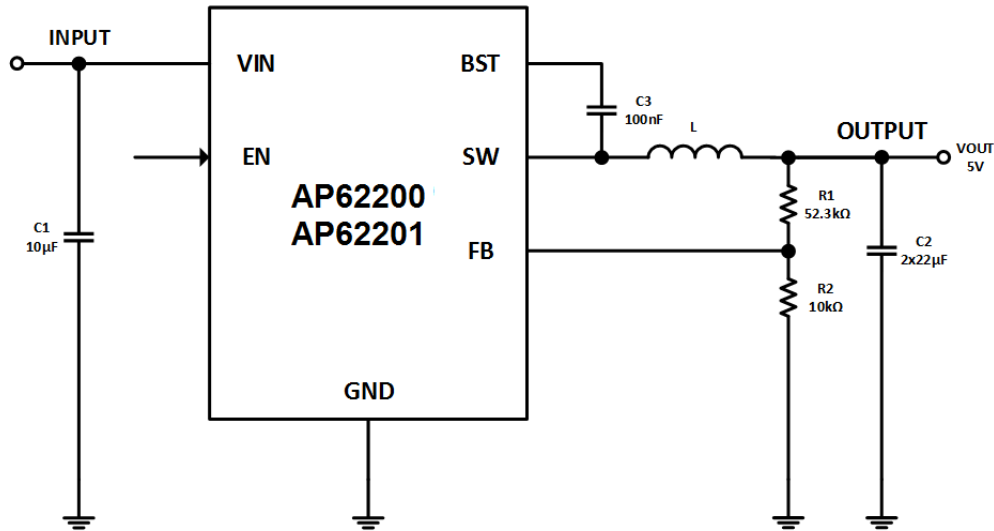 INPUT
VIN
BST
C3
100nF
L
OUTPUT
VOUT
5V
EN
SW
AP62200
AP62201
R1
52.3kΩ
C1
10µF
FB
C2
2x22µF
R2
10kΩ
GND